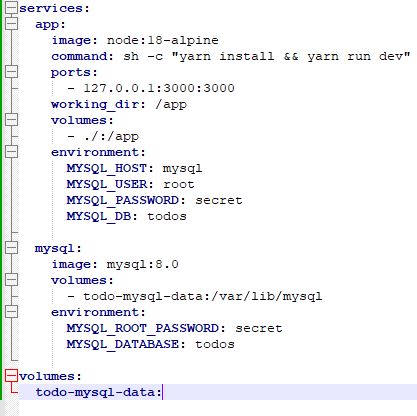 services:
  app:
    image: node:18-alpine
    command: sh -c "yarn install && yarn run dev"
    ports:
      - 127.0.0.1:3000:3000
    working_dir: /app
    volumes:
      - ./:/app
    environment:
      MYSQL_HOST: mysql
      MYSQL_USER: root
      MYSQL_PASSWORD: secret
      MYSQL_DB: todos

  mysql:
    image: mysql:8.0
    volumes:
      - todo-mysql-data:/var/lib/mysql
    environment:
      MYSQL_ROOT_PASSWORD: secret
      MYSQL_DATABASE: todos

volumes:
  todo-mysql-data: